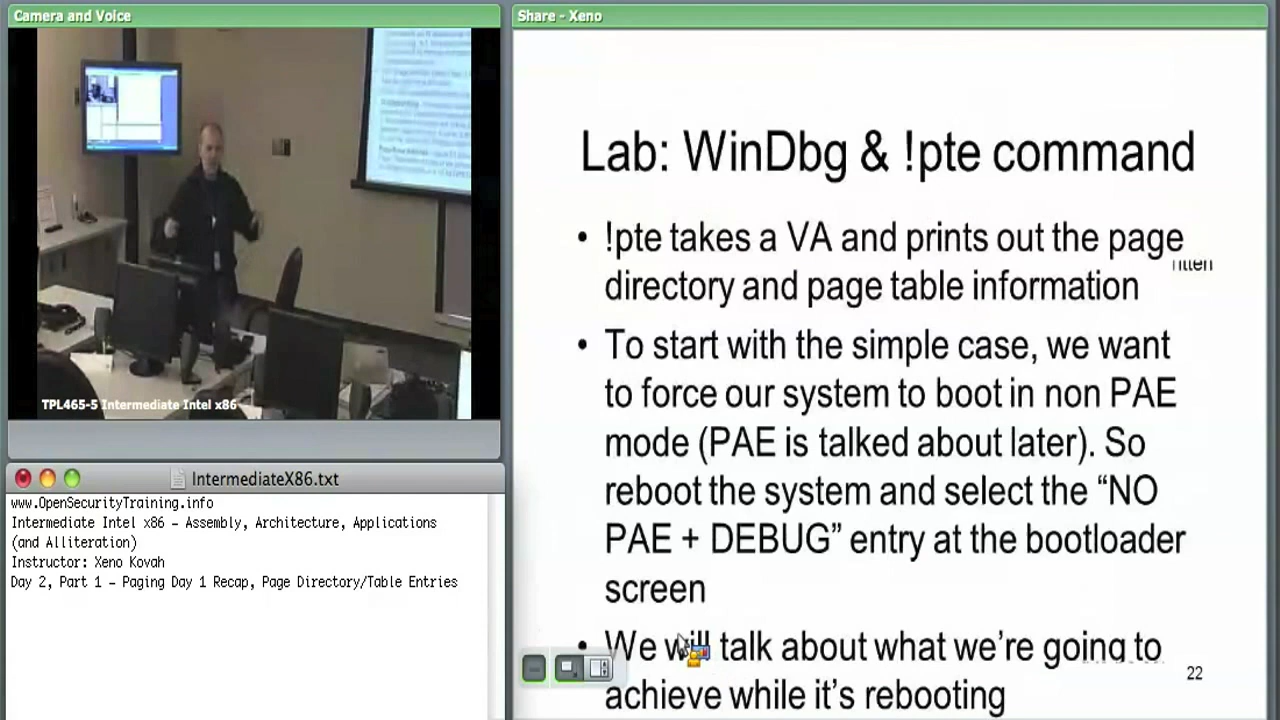 Camera and Voice
TPL465-5 Intermediate Intel x86
IntermediateX86.txt
www.OpenSecurityTraining.info
Intermediate Intel x86 – Assembly, Architecture, Applications
(and Alliteration)
Instructor: Xeno Kovah
Day 2, Part 1 – Paging Day 1 Recap, Page Directory/Table Entries
Share - Xeno
Lab: WinDbg & !pte command
• !pte takes a VA and prints out the page
directory and page table information
• To start with the simple case, we want
to force our system to boot in non PAE
mode (PAE is talked about later). So
reboot the system and select the “NO
PAE + DEBUG” entry at the bootloader
screen
• We will talk about what we’re going to
achieve while it’s rebooting
22